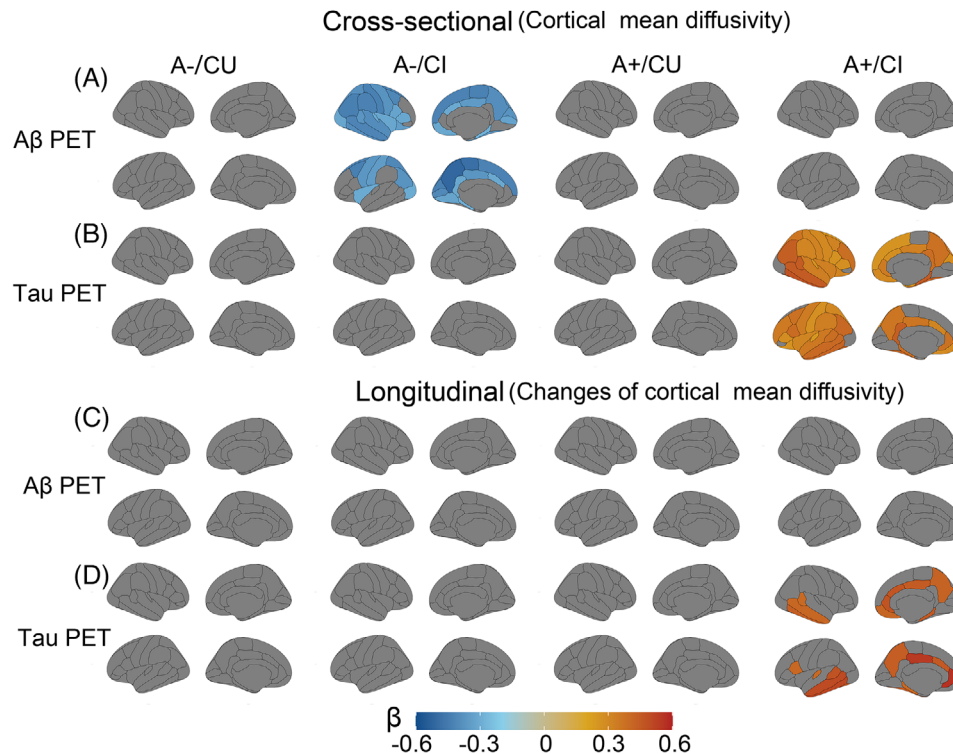 Cross-sectional (Cortical mean diffusivity)
A-/CU A-/CI A+/CU A+/CI
(A)
Aβ PET
(B)
Tau PET
Longitudinal (Changes of cortical mean diffusivity)
(C)
Aβ PET
(D)
Tau PET
β
-0.6 -0.3 0 0.3 0.6